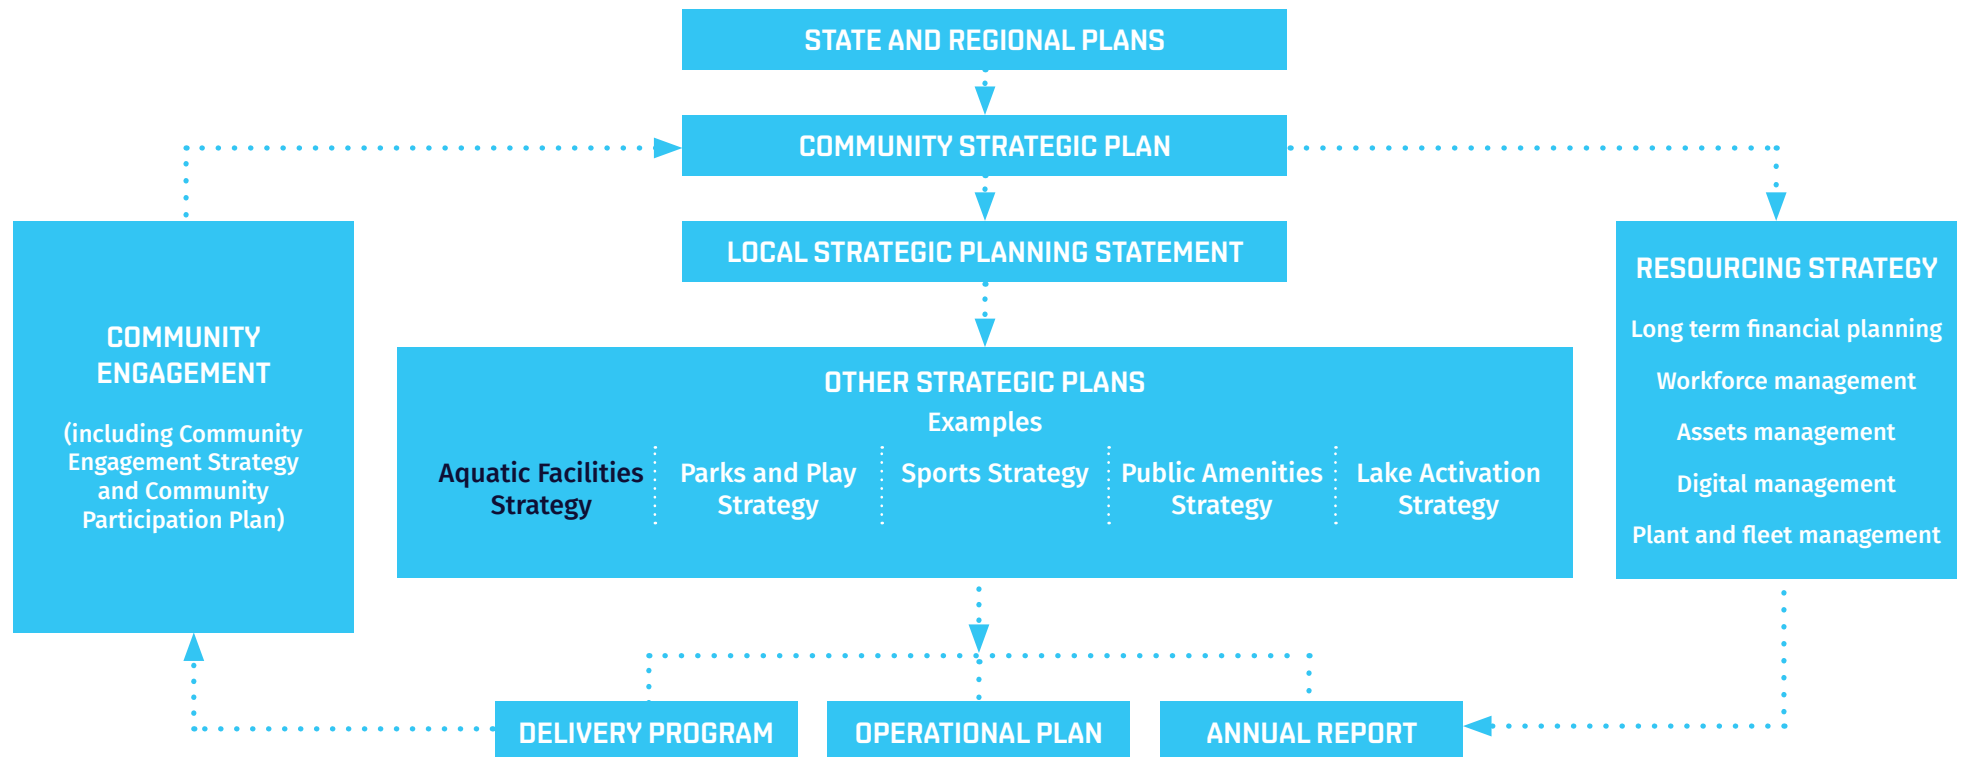 STATE AND REGIONAL PLANS
COMMUNITY STRATEGIC PLAN
LOCAL STRATEGIC PLANNING STATEMENT
COMMUNITY
ENGAGEMENT
(including Community
Engagement Strategy
and Community
Participation Plan)
OTHER STRATEGIC PLANS
Examples
Aquatic Facilities
Strategy
Parks and Play
Strategy
Sports Strategy
Public Amenities
Strategy
Lake Activation
Strategy
RESOURCING STRATEGY
Long term financial planning
Workforce management
Assets management
Digital management
Plant and fleet management
DELIVERY PROGRAM
OPERATIONAL PLAN
ANNUAL REPORT